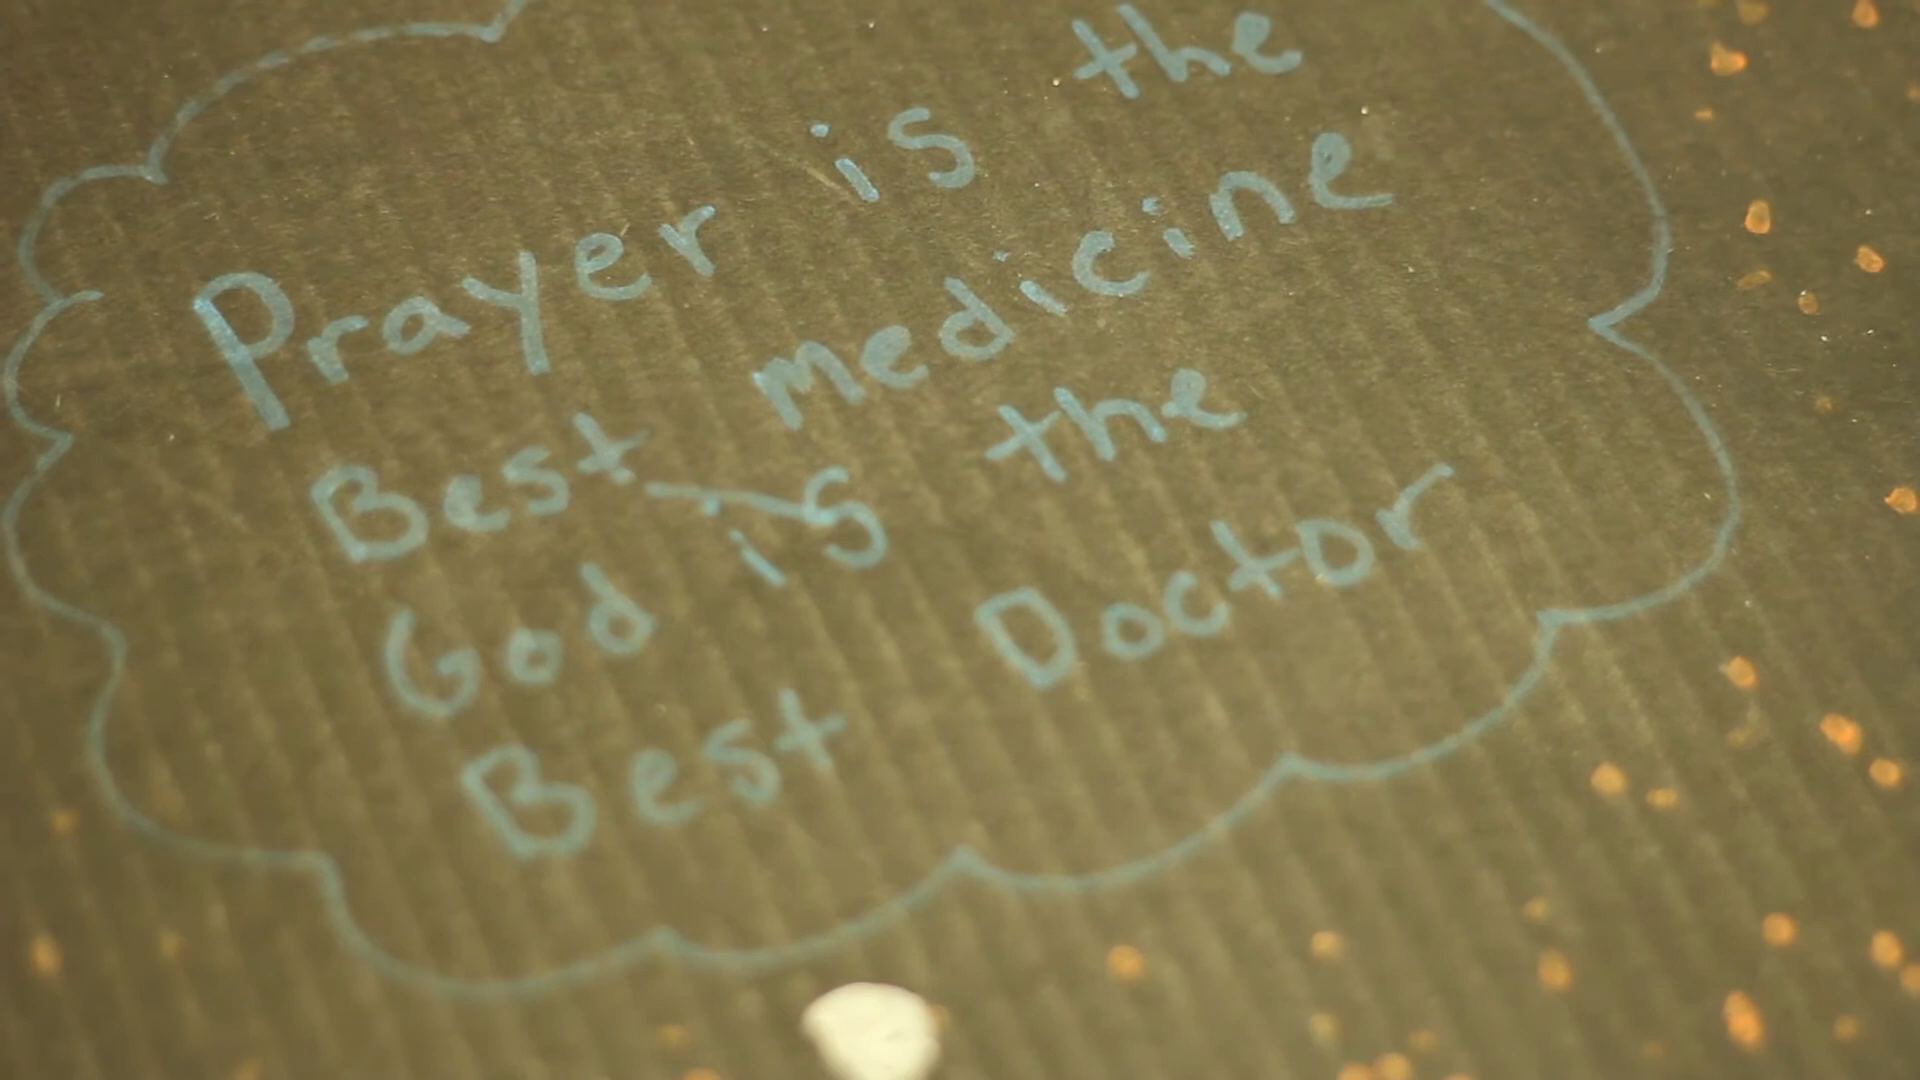 Prayer is the
Best medicine
God is the
Best Doctor